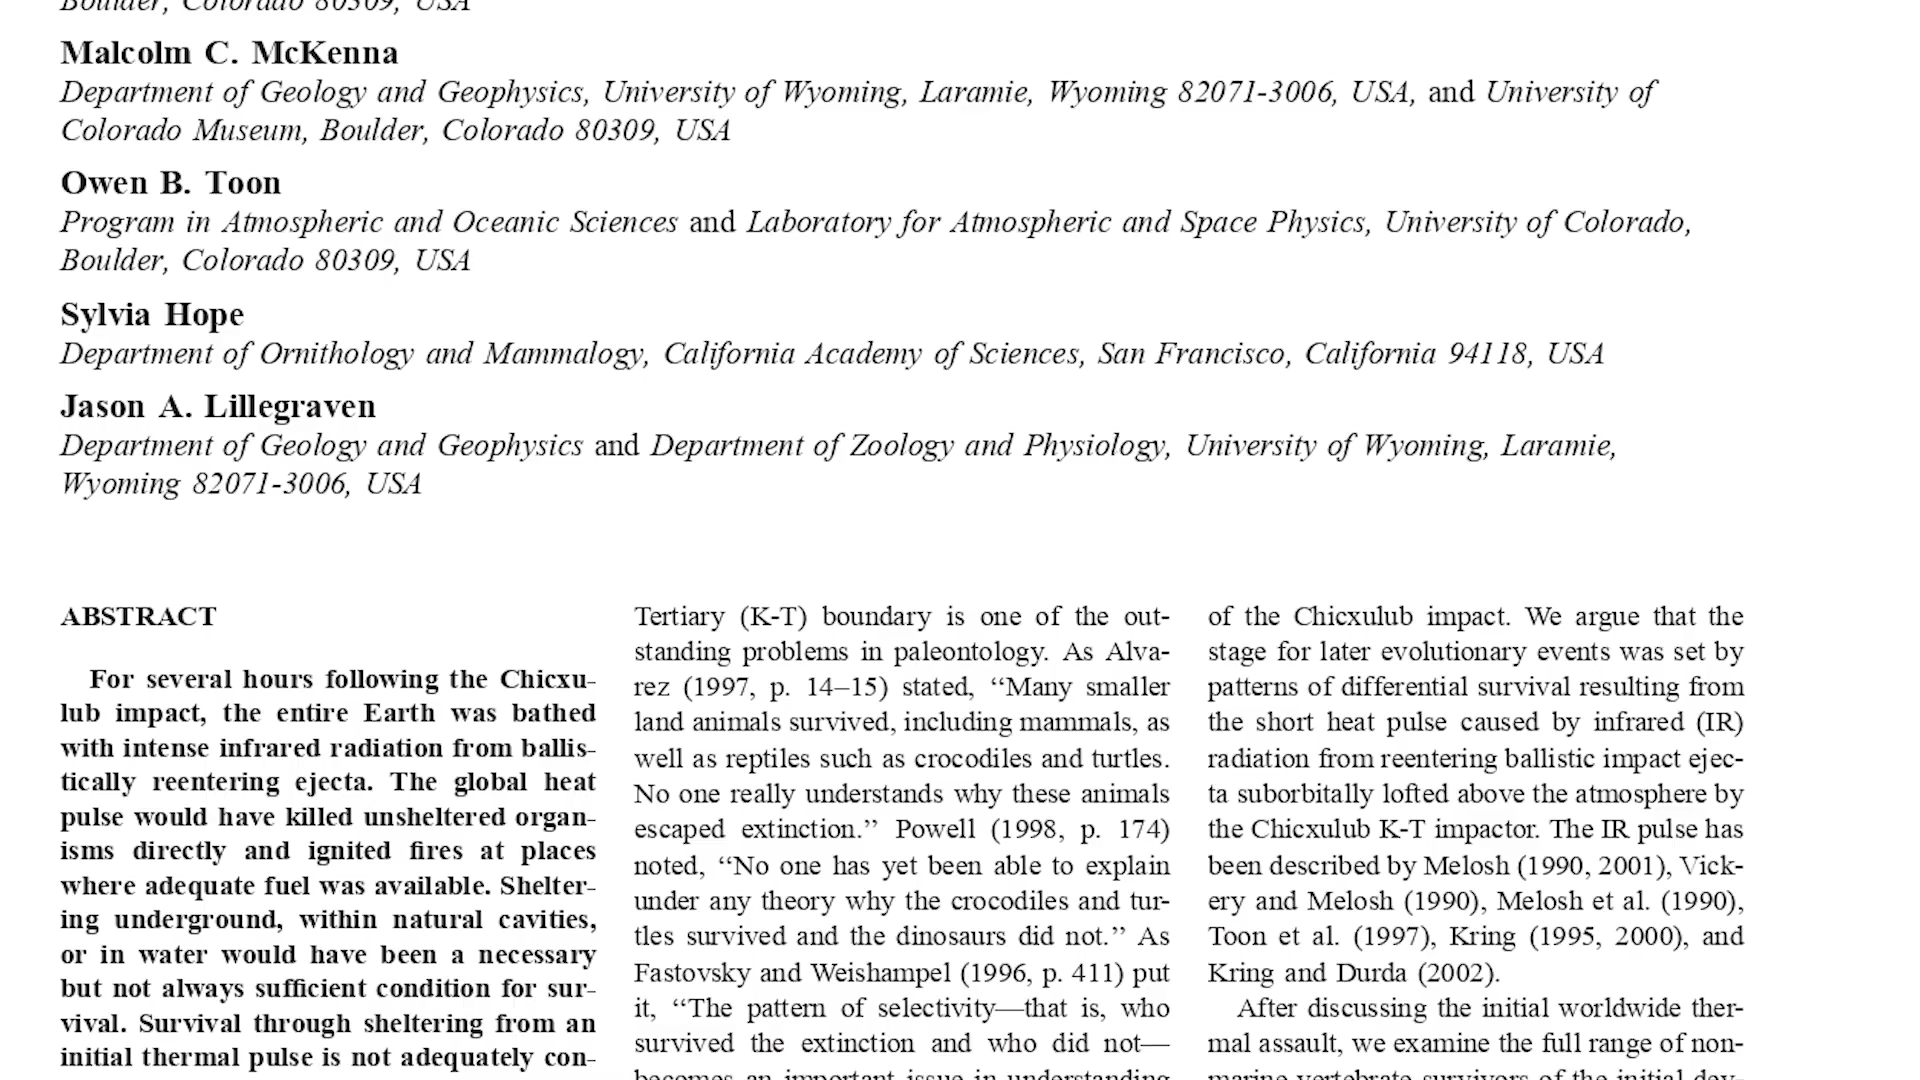 Boulder, Colorado 80309, USA
Malcolm C. McKenna
Department of Geology and Geophysics, University of Wyoming, Laramie, Wyoming 82071-3006, USA, and University of
Colorado Museum, Boulder, Colorado 80309, USA
Owen B. Toon
Program in Atmospheric and Oceanic Sciences and Laboratory for Atmospheric and Space Physics, University of Colorado,
Boulder, Colorado 80309, USA
Sylvia Hope
Department of Ornithology and Mammalogy, California Academy of Sciences, San Francisco, California 94118, USA
Jason A. Lillegraven
Department of Geology and Geophysics and Department of Zoology and Physiology, University of Wyoming, Laramie,
Wyoming 82071-3006, USA
ABSTRACT
For several hours following the Chicxu-
lub impact, the entire Earth was bathed
with intense infrared radiation from ballis-
tically reentering ejecta. The global heat
pulse would have killed unsheltered organ-
isms directly and ignited fires at places
where adequate fuel was available. Shelter-
ing underground, within natural cavities,
or in water would have been a necessary
but not always sufficient condition for sur-
vival. Survival through sheltering from an
initial thermal pulse is not adequately con-
Tertiary (K-T) boundary is one of the out-
standing problems in paleontology. As Alva-
rez (1997, p. 14–15) stated, ‘‘Many smaller
land animals survived, including mammals, as
well as reptiles such as crocodiles and turtles.
No one really understands why these animals
escaped extinction.’’ Powell (1998, p. 174)
noted, ‘‘No one has yet been able to explain
under any theory why the crocodiles and tur-
tles survived and the dinosaurs did not.’’ As
Fastovsky and Weishampel (1996, p. 411) put
it, ‘‘The pattern of selectivity—that is, who
survived the extinction and who did not—
becomes an important issue in understanding
of the Chicxulub impact. We argue that the
stage for later evolutionary events was set by
patterns of differential survival resulting from
the short heat pulse caused by infrared (IR)
radiation from reentering ballistic impact ejec-
ta suborbitally lofted above the atmosphere by
the Chicxulub K-T impactor. The IR pulse has
been described by Melosh (1990, 2001), Vick-
ery and Melosh (1990), Melosh et al. (1990),
Toon et al. (1997), Kring (1995, 2000), and
Kring and Durda (2002).
After discussing the initial worldwide ther-
mal assault, we examine the full range of non-
marine vertebrate survivors of the initial dev-